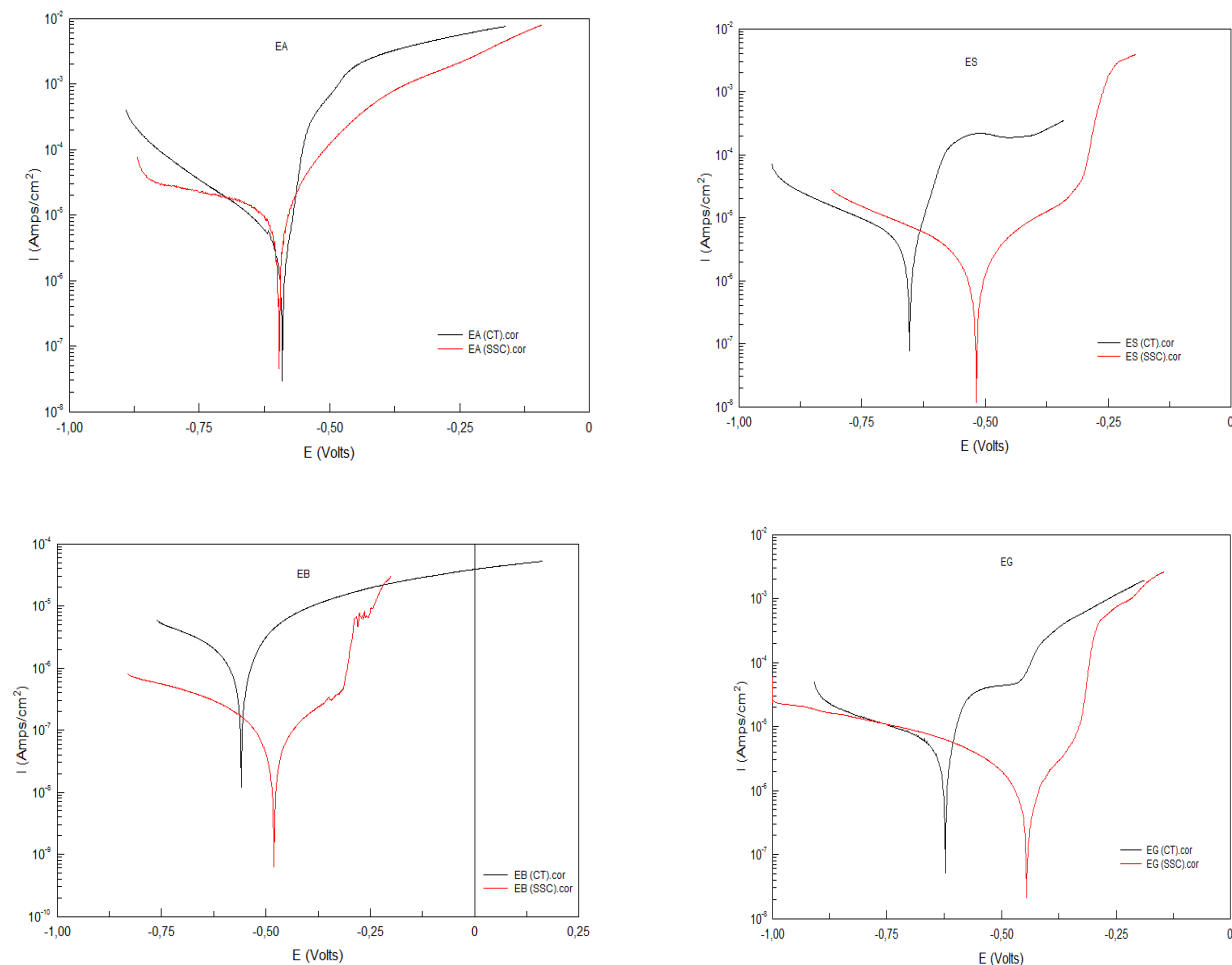 EA
I (Amps/cm²)
10⁻²
10⁻³
10⁻⁴
10⁻⁵
10⁻⁶
10⁻⁷
10⁻⁸
EA (CT).cor
EA (SSC).cor
-1,00
-0,75
-0,50
-0,25
0
E (Volts)
ES
I (Amps/cm²)
10⁻²
10⁻³
10⁻⁴
10⁻⁵
10⁻⁶
10⁻⁷
10⁻⁸
ES (CT).cor
ES (SSC).cor
-1,00
-0,75
-0,50
-0,25
0
E (Volts)
EB
I (Amps/cm²)
10⁻⁴
10⁻⁵
10⁻⁶
10⁻⁷
10⁻⁸
10⁻⁹
10⁻¹⁰
EB (CT).cor
EB (SSC).cor
-1,00
-0,75
-0,50
-0,25
0
0,25
E (Volts)
EG
I (Amps/cm²)
10⁻²
10⁻³
10⁻⁴
10⁻⁵
10⁻⁶
10⁻⁷
10⁻⁸
EG (CT).cor
EG (SSC).cor
-1,00
-0,75
-0,50
-0,25
0
E (Volts)